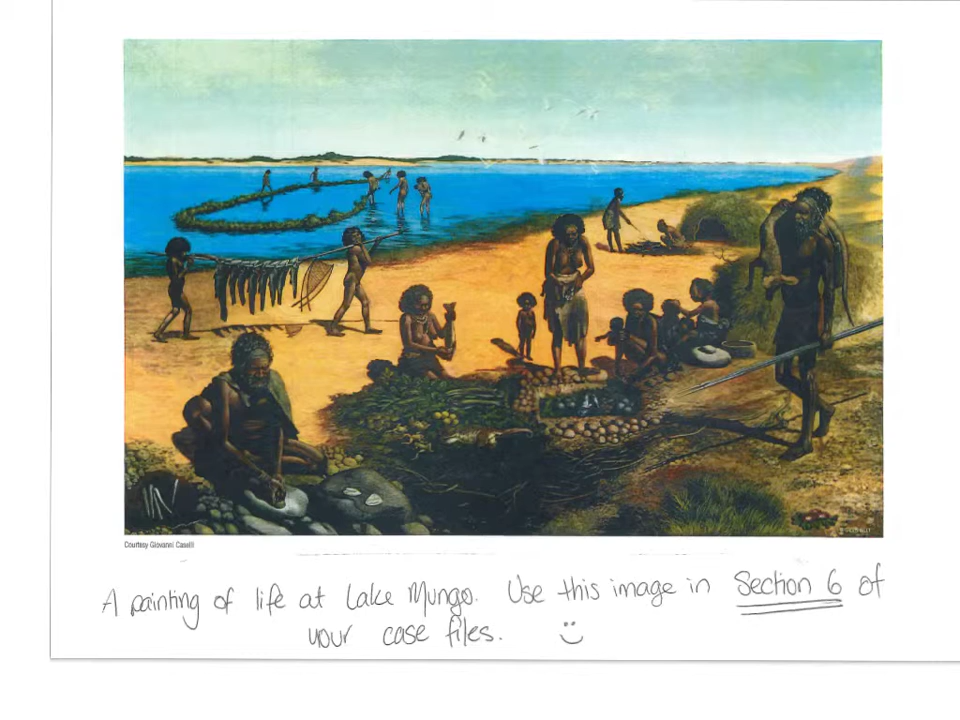 Courtesy Giovanni Caselli
A painting of life at Lake Mungo. Use this image in Section 6 of
your case files. :)